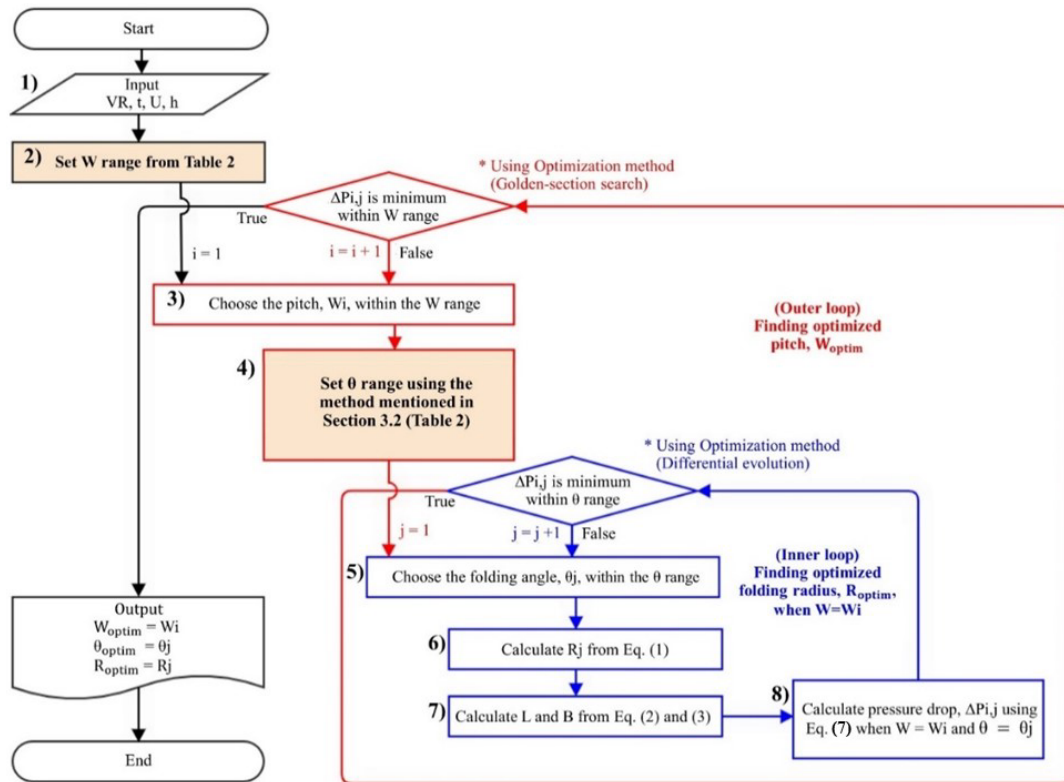 Start
1)
Input
VR, t, U, h
2) Set W range from Table 2
* Using Optimization method
(Golden-section search)
ΔPi,j is minimum
within W range
True
i = 1
i = i + 1
False
3) Choose the pitch, Wi, within the W range
(Outer loop)
Finding optimized
pitch, Woptim
4)
Set θ range using the
method mentioned in
Section 3.2 (Table 2)
* Using Optimization method
(Differential evolution)
ΔPi,j is minimum
within θ range
True
j = 1
j = j +1
False
5) Choose the folding angle, θj, within the θ range
(Inner loop)
Finding optimized
folding radius, Roptim,
when W=Wi
6) Calculate Rj from Eq. (1)
7) Calculate L and B from Eq. (2) and (3)
8)
Calculate pressure drop, ΔPi,j using
Eq. (7) when W = Wi and θ = θj
Output
Woptim = Wi
θoptim = θj
Roptim = Rj
End